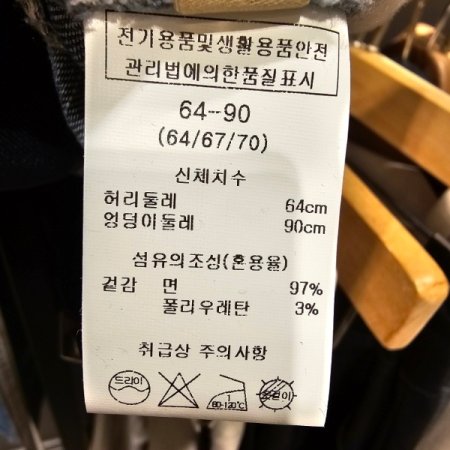 전기용품및생활용품안전
관리법에의한품질표시
64-90
(64/67/70)
신체치수
허리둘레 64cm
엉덩이둘레 90cm
섬유의조성(혼용율)
겉감 면 97%
폴리우레탄 3%
취급상 주의사항
드라이
1
80-120℃